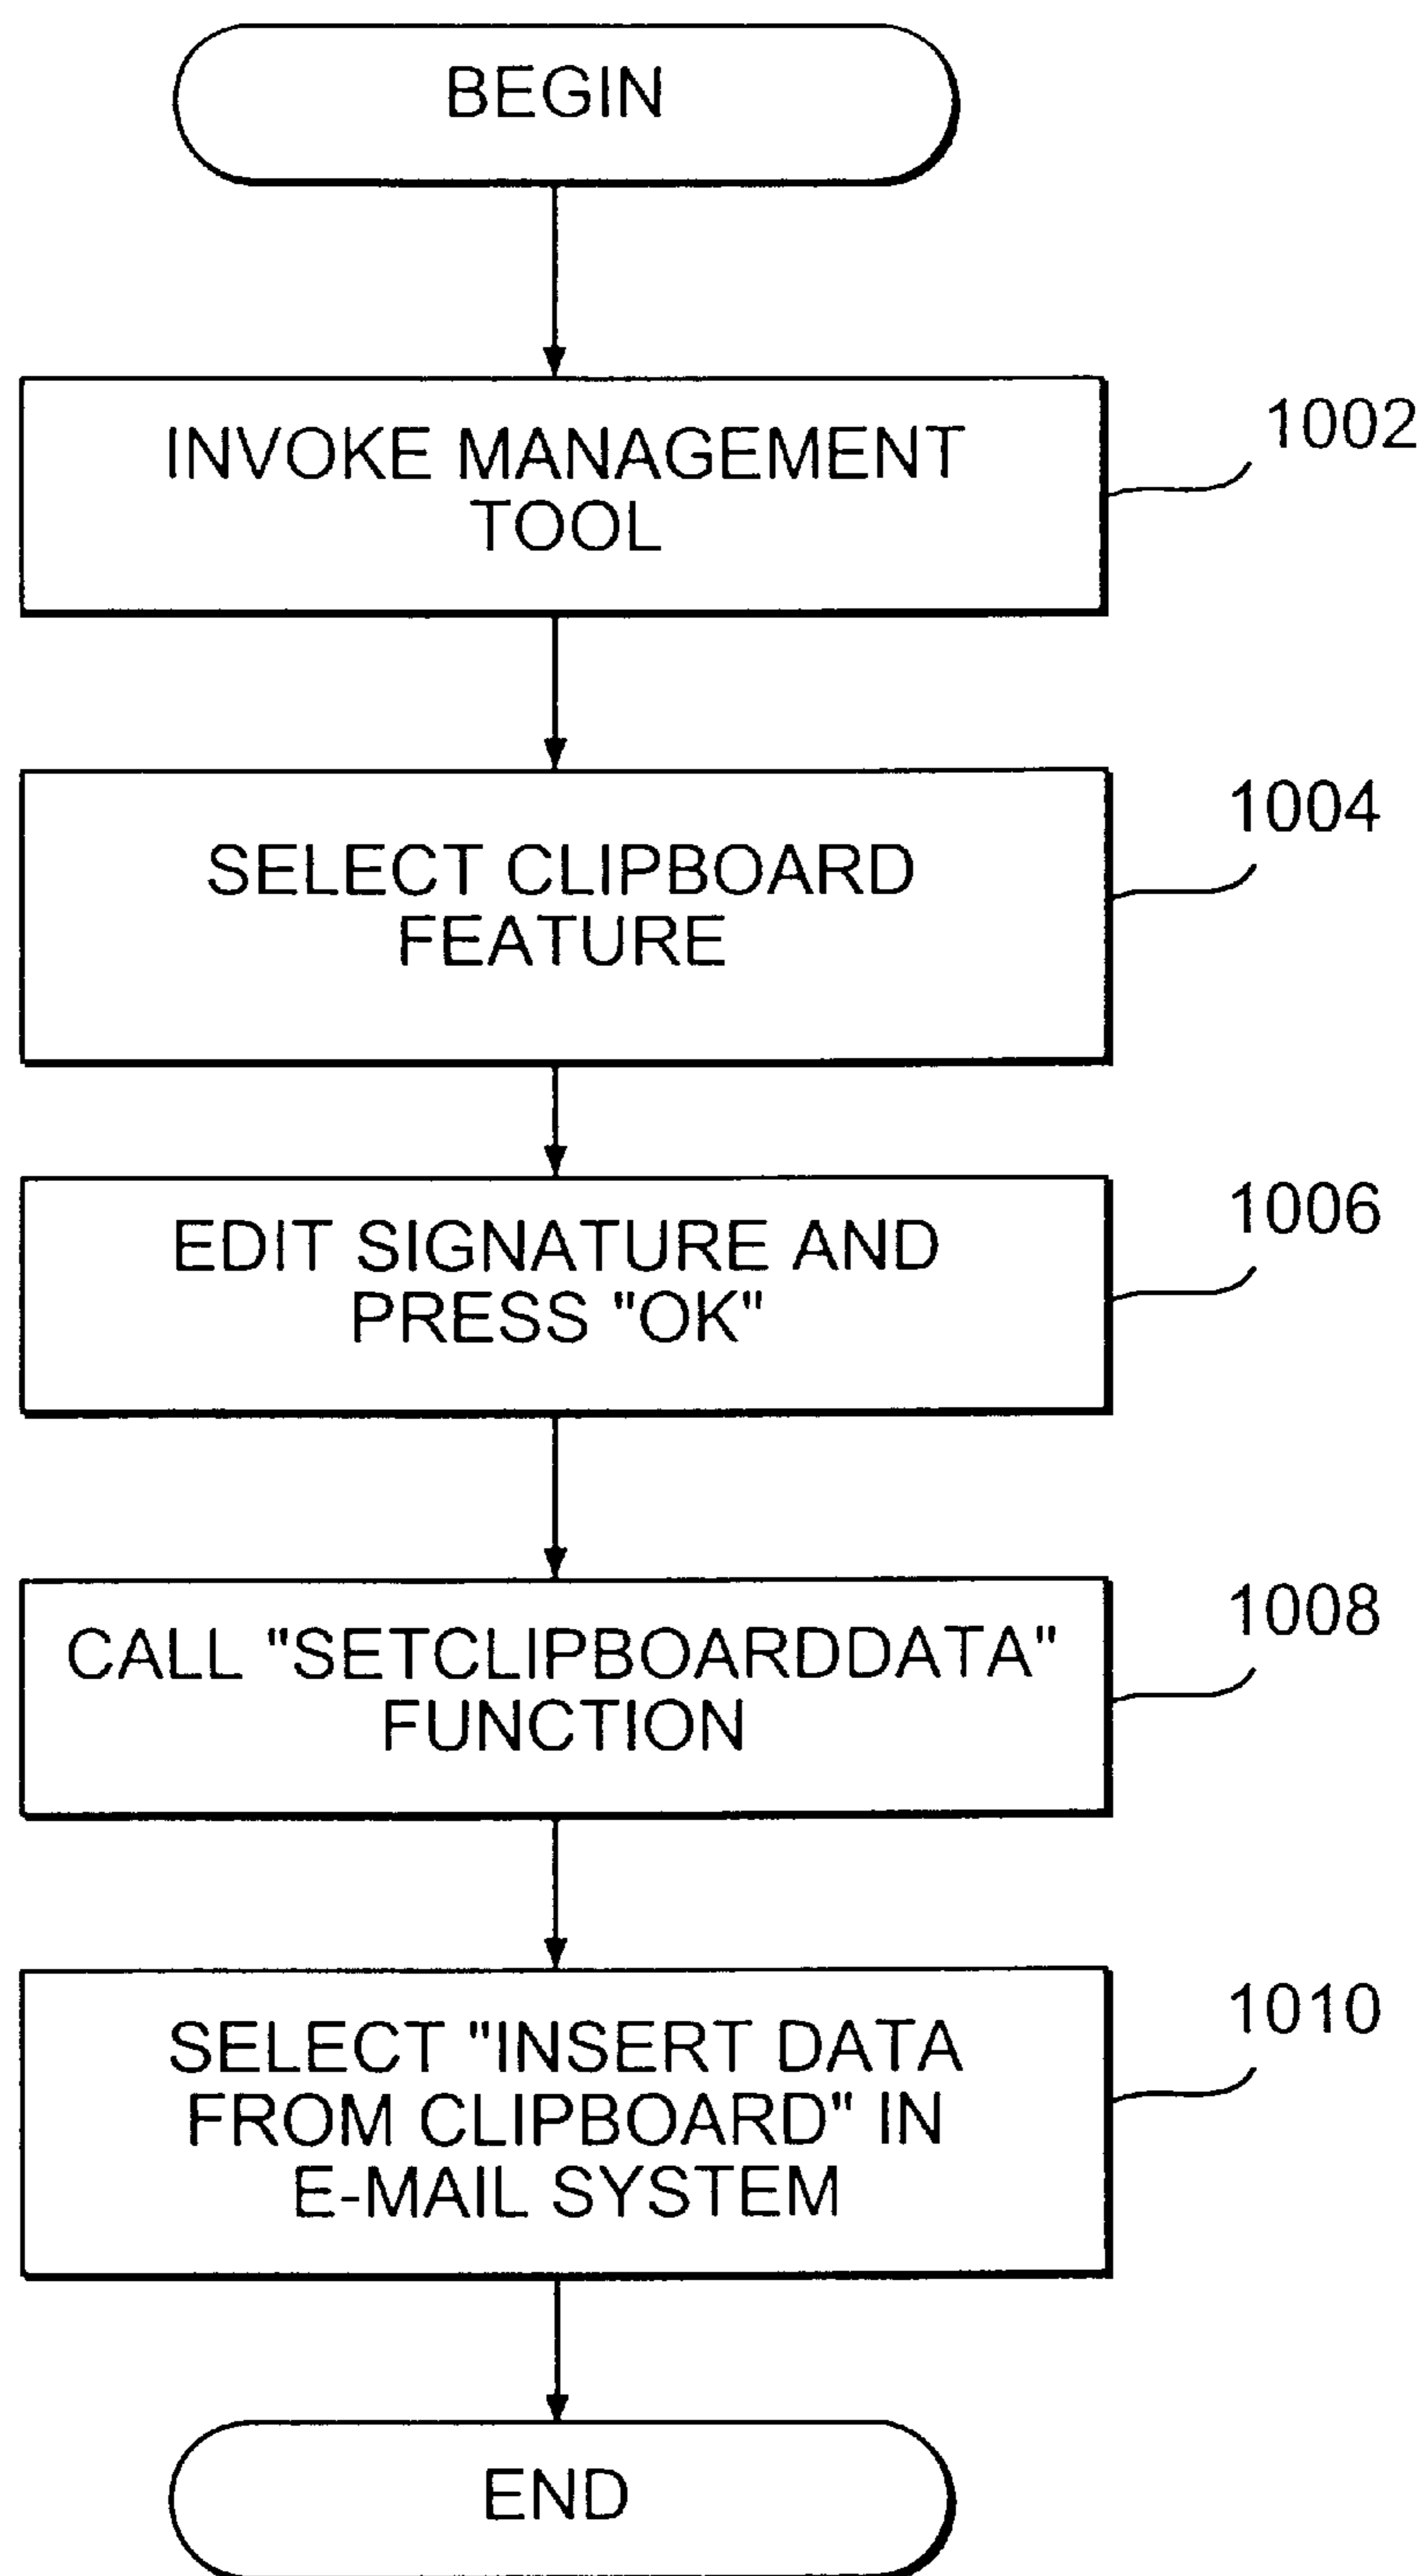 BEGIN
INVOKE MANAGEMENT
TOOL
1002
SELECT CLIPBOARD
FEATURE
1004
EDIT SIGNATURE AND
PRESS "OK"
1006
CALL "SETCLIPBOARDDATA"
FUNCTION
1008
SELECT "INSERT DATA
FROM CLIPBOARD" IN
E-MAIL SYSTEM
1010
END